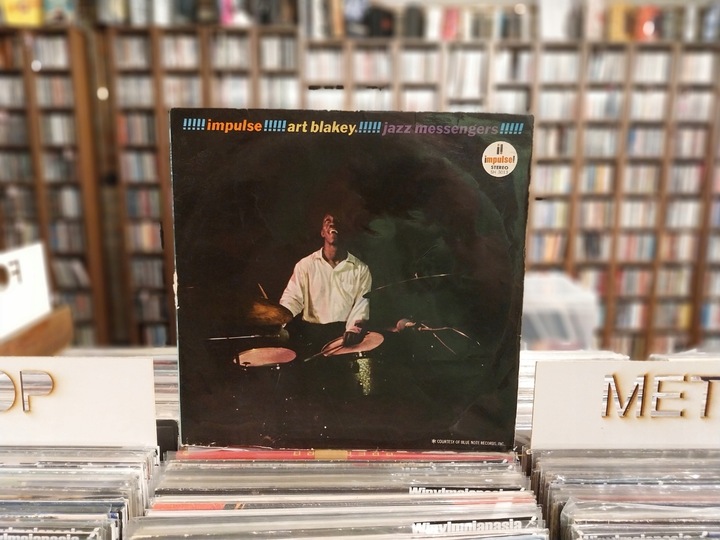 !!!!! impulse !!!!! art blakey !!!!! jazz messengers !!!!!
impulse!
STEREO
COURTESY OF BLUE NOTE RECORDS, INC.
OP
MET